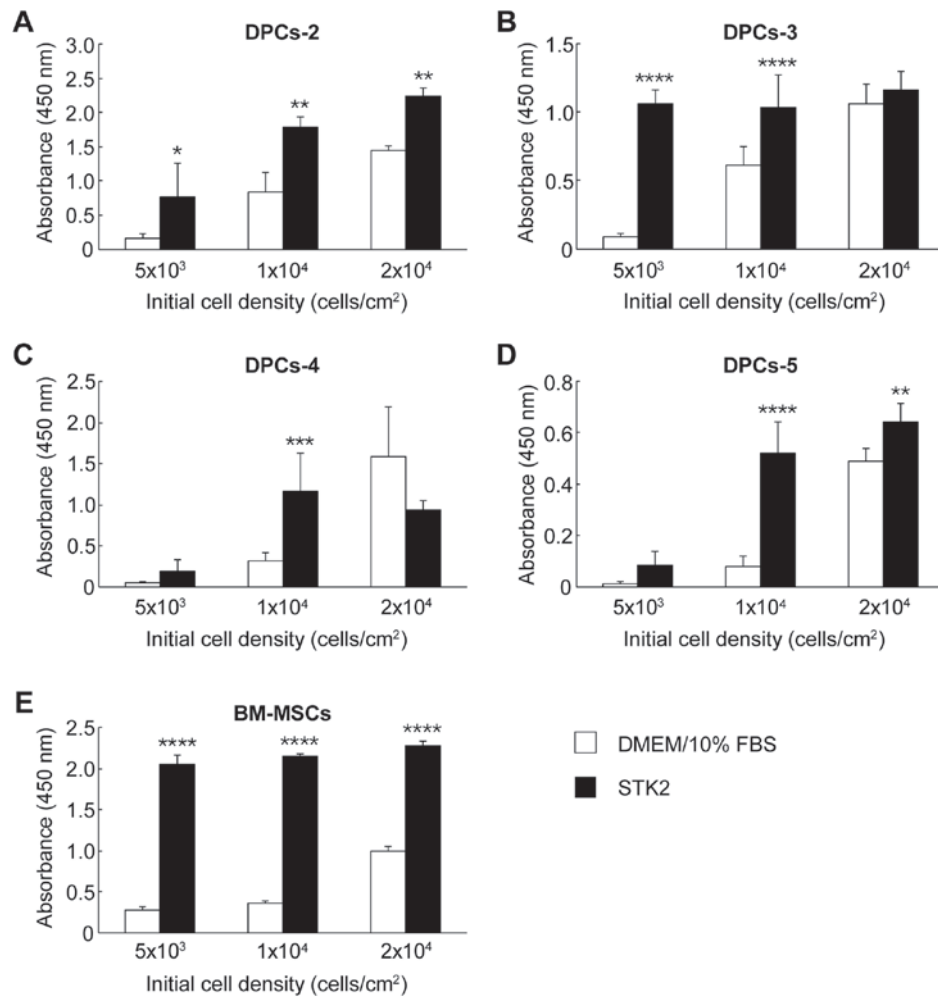 A
DPCs-2
Absorbance (450 nm)
3.0
2.5
2.0
1.5
1.0
0.5
0
*
**
**
5x10³
1x10⁴
2x10⁴
Initial cell density (cells/cm²)
B
DPCs-3
Absorbance (450 nm)
1.5
1.0
0.5
0
****
****
5x10³
1x10⁴
2x10⁴
Initial cell density (cells/cm²)
C
DPCs-4
Absorbance (450 nm)
2.5
2.0
1.5
1.0
0.5
0
***
5x10³
1x10⁴
2x10⁴
Initial cell density (cells/cm²)
D
DPCs-5
Absorbance (450 nm)
0.8
0.6
0.4
0.2
0
****
**
5x10³
1x10⁴
2x10⁴
Initial cell density (cells/cm²)
E
BM-MSCs
Absorbance (450 nm)
2.5
2.0
1.5
1.0
0.5
0
****
****
****
5x10³
1x10⁴
2x10⁴
Initial cell density (cells/cm²)
DMEM/10% FBS
STK2